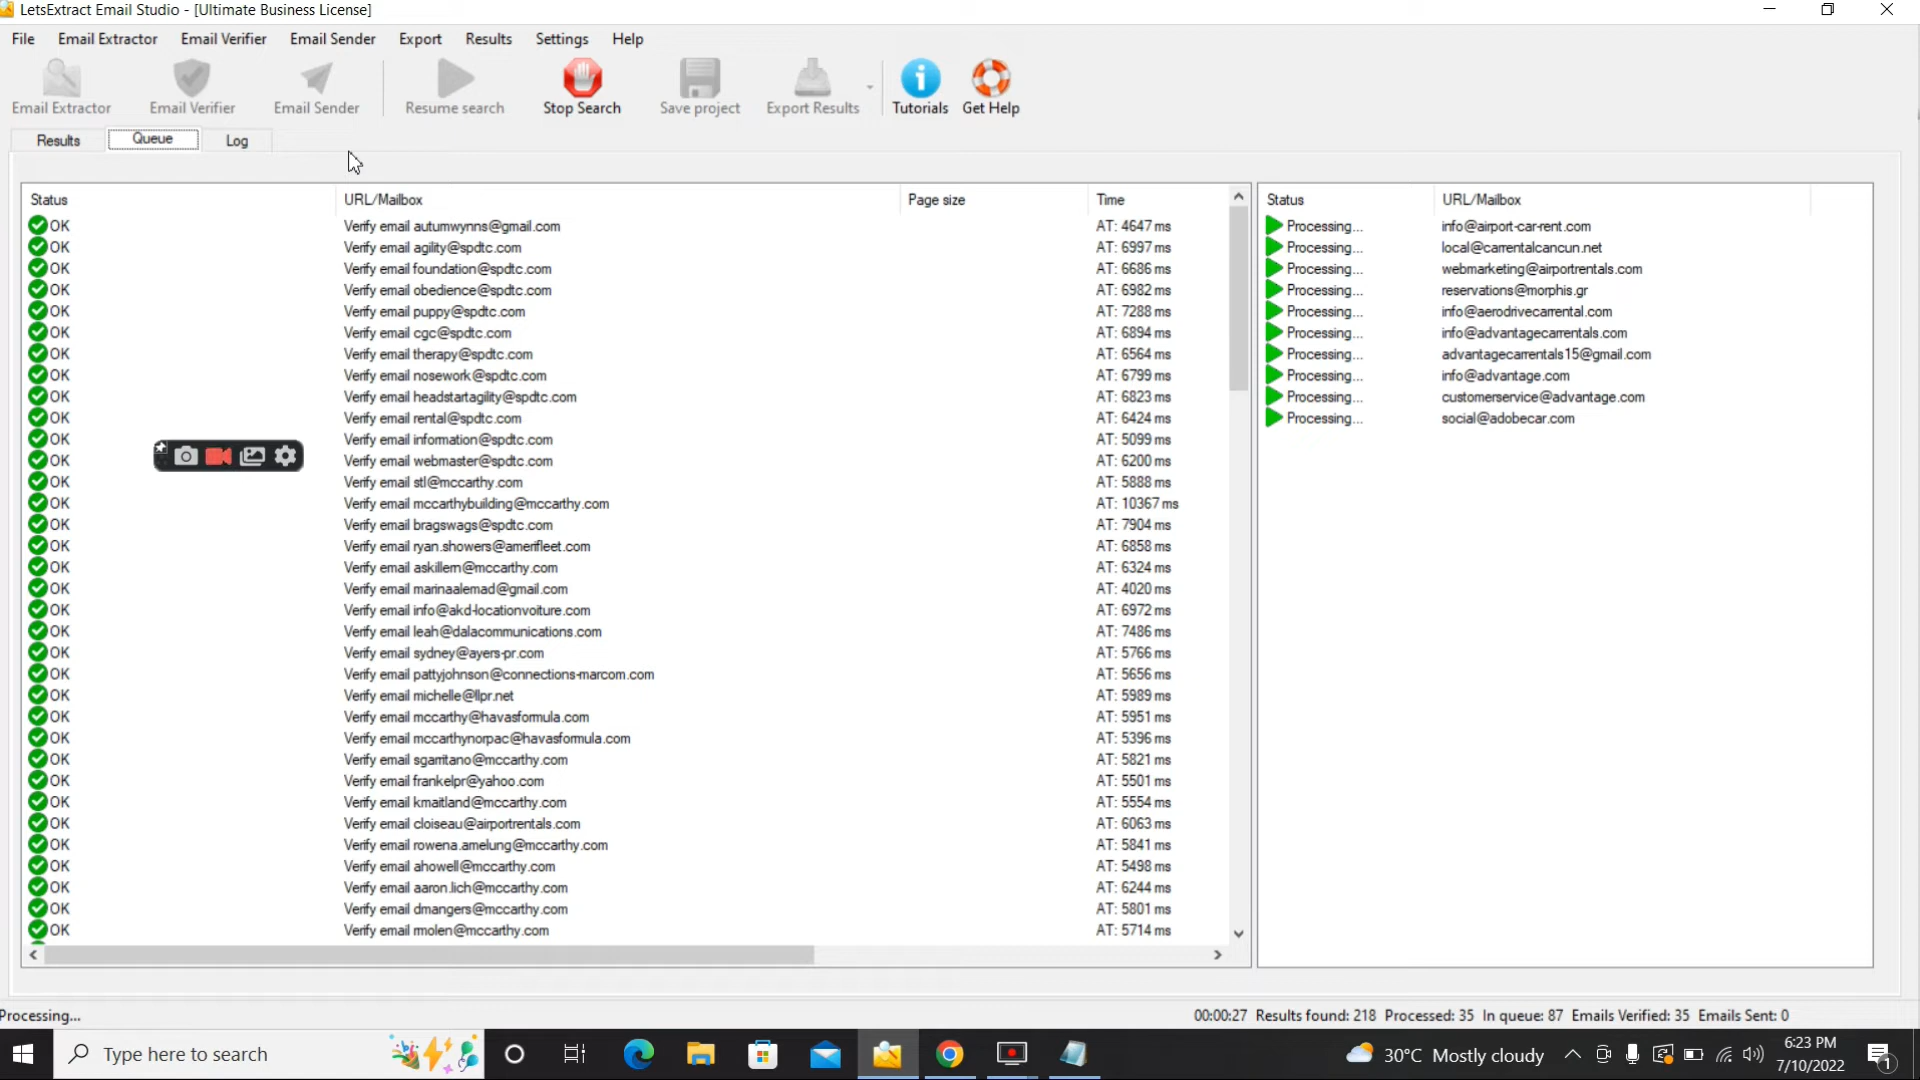 LetsExtract Email Studio - [Ultimate Business License]
File Email Extractor Email Verifier Email Sender Export Results Settings Help
Email Extractor Email Verifier Email Sender Resume search Stop Search Save project Export Results Tutorials Get Help
Results Queue Log
Status URL/Mailbox Page size Time Status URL/Mailbox
OK Verify email autumwynns@gmail.com AT: 4647 ms Processing... info@airport-car-rent.com
OK Verify email agility@spdtc.com AT: 6997 ms Processing... local@carrentalcancun.net
OK Verify email foundation@spdtc.com AT: 6686 ms Processing... webmarketing@airportrentals.com
OK Verify email obedience@spdtc.com AT: 6982 ms Processing... reservations@morphis.gr
OK Verify email puppy@spdtc.com AT: 7288 ms Processing... info@aerodrivecarrental.com
OK Verify email cgc@spdtc.com AT: 6894 ms Processing... info@advantagecarrentals.com
OK Verify email therapy@spdtc.com AT: 6564 ms Processing... advantagecarrentals15@gmail.com
OK Verify email nosework@spdtc.com AT: 6799 ms Processing... info@advantage.com
OK Verify email headstartagility@spdtc.com AT: 6823 ms Processing... customerservice@advantage.com
OK Verify email rental@spdtc.com AT: 6424 ms Processing... social@adobecar.com
OK Verify email information@spdtc.com AT: 5099 ms
OK Verify email webmaster@spdtc.com AT: 6200 ms
OK Verify email stl@mccarthy.com AT: 5888 ms
OK Verify email mccarthybuilding@mccarthy.com AT: 10367 ms
OK Verify email bragswags@spdtc.com AT: 7904 ms
OK Verify email ryan.showers@amerifleet.com AT: 6858 ms
OK Verify email askillern@mccarthy.com AT: 6324 ms
OK Verify email marinaalemad@gmail.com AT: 4020 ms
OK Verify email info@akd-locationvoiture.com AT: 6972 ms
OK Verify email leah@dalacommunications.com AT: 7486 ms
OK Verify email sydney@ayers-pr.com AT: 5766 ms
OK Verify email pattyjohnson@connections-marcom.com AT: 5656 ms
OK Verify email michelle@llpr.net AT: 5989 ms
OK Verify email mccarthy@havasformula.com AT: 5951 ms
OK Verify email mccarthynorpac@havasformula.com AT: 5396 ms
OK Verify email sgarritano@mccarthy.com AT: 5821 ms
OK Verify email frankelpr@yahoo.com AT: 5501 ms
OK Verify email kmaitland@mccarthy.com AT: 5554 ms
OK Verify email cloiseau@airportrentals.com AT: 6063 ms
OK Verify email rowena.amelung@mccarthy.com AT: 5841 ms
OK Verify email ahowell@mccarthy.com AT: 5498 ms
OK Verify email aaron.lich@mccarthy.com AT: 6244 ms
OK Verify email dmangers@mccarthy.com AT: 5801 ms
OK Verify email rmolen@mccarthy.com AT: 5714 ms
Processing... 00:00:27 Results found: 218 Processed: 35 In queue: 87 Emails Verified: 35 Emails Sent: 0
Type here to search 30°C Mostly cloudy 6:23 PM
7/10/2022 1